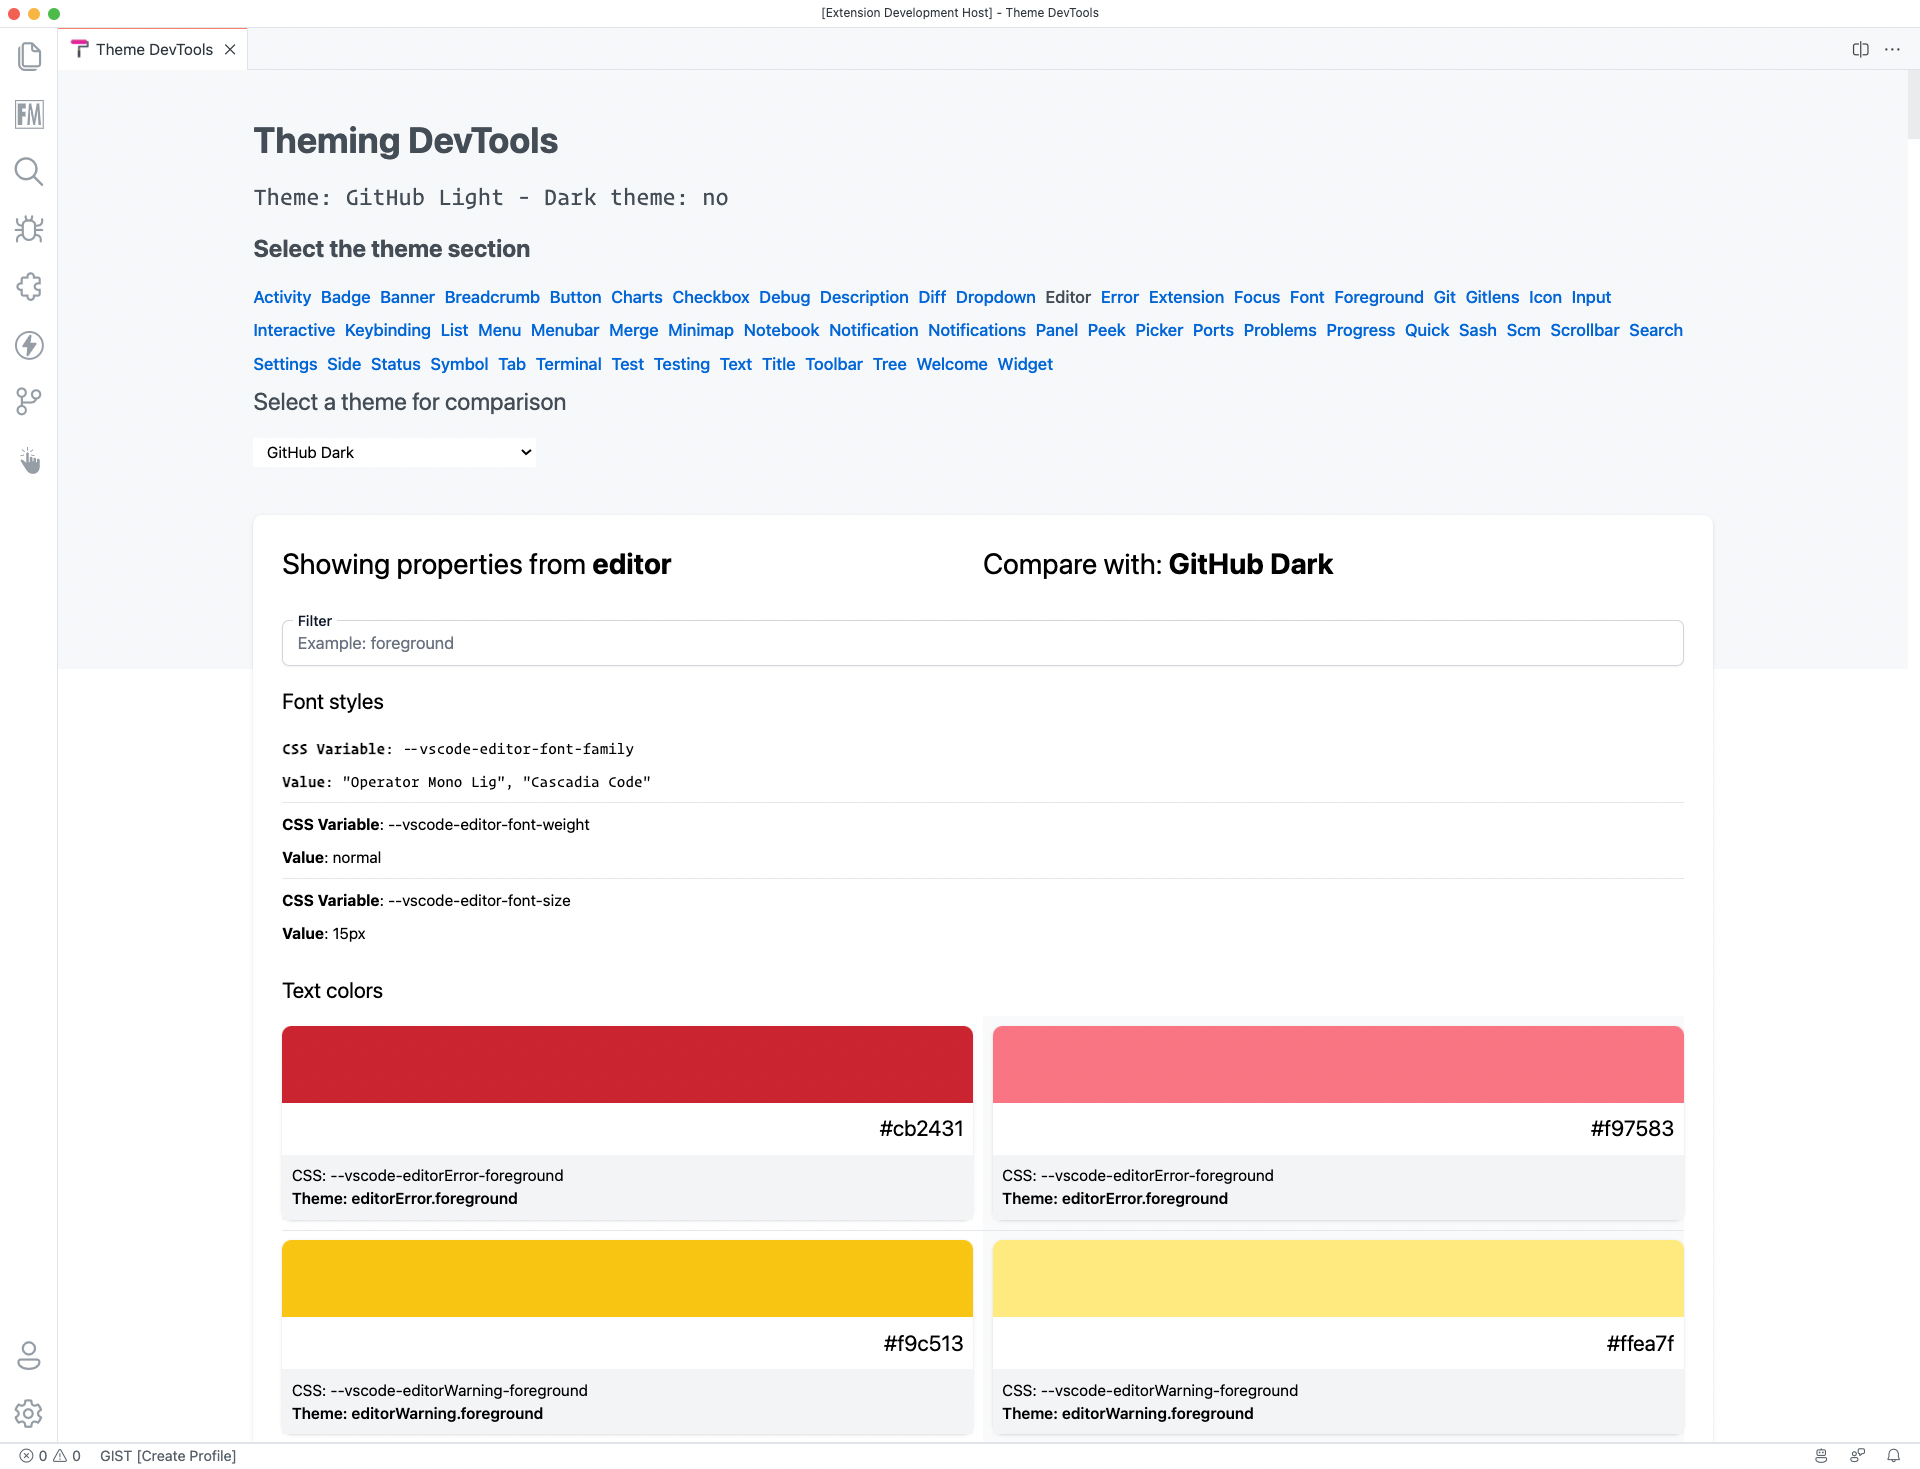 [Extension Development Host] - Theme DevTools
Theme DevTools
FM
Theming DevTools
Theme: GitHub Light - Dark theme: no
Select the theme section
Activity Badge Banner Breadcrumb Button Charts Checkbox Debug Description Diff Dropdown Editor Error Extension Focus Font Foreground Git Gitlens Icon Input
Interactive Keybinding List Menu Menubar Merge Minimap Notebook Notification Notifications Panel Peek Picker Ports Problems Progress Quick Sash Scm Scrollbar Search
Settings Side Status Symbol Tab Terminal Test Testing Text Title Toolbar Tree Welcome Widget
Select a theme for comparison
GitHub Dark
Showing properties from editor
Compare with: GitHub Dark
Filter
Example: foreground
Font styles
CSS Variable: --vscode-editor-font-family
Value: "Operator Mono Lig", "Cascadia Code"
CSS Variable: --vscode-editor-font-weight
Value: normal
CSS Variable: --vscode-editor-font-size
Value: 15px
Text colors
#cb2431
CSS: --vscode-editorError-foreground
Theme: editorError.foreground
#f97583
CSS: --vscode-editorError-foreground
Theme: editorError.foreground
#f9c513
CSS: --vscode-editorWarning-foreground
Theme: editorWarning.foreground
#ffea7f
CSS: --vscode-editorWarning-foreground
Theme: editorWarning.foreground
0 0 GIST [Create Profile]